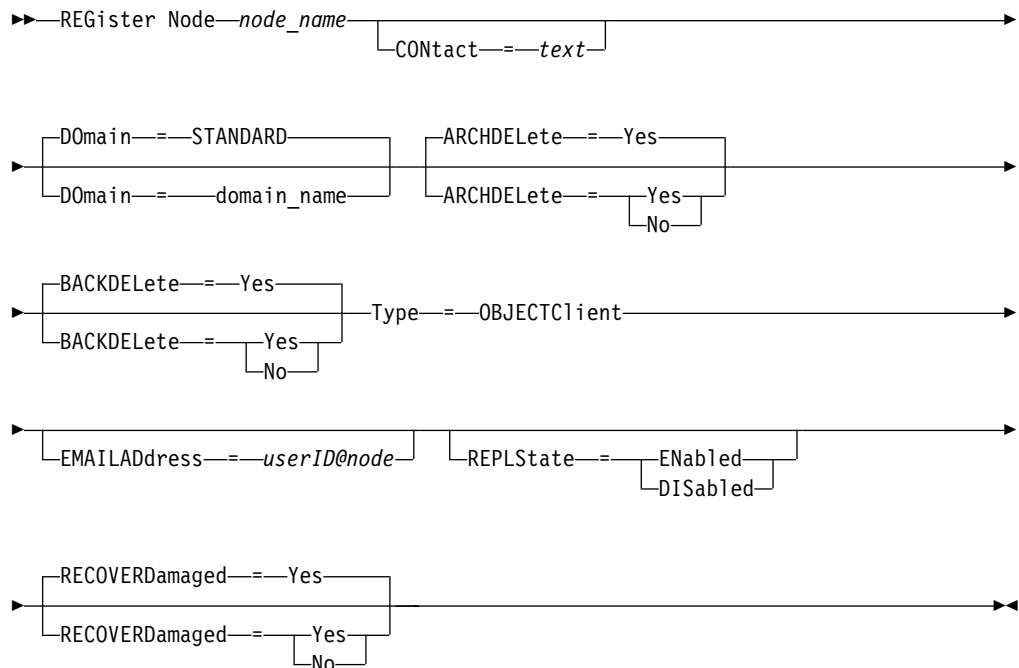 REGister Node node_name
CONtact = text
DOmain = STANDARD ARCHDELete = Yes
DOmain = domain_name ARCHDELete = Yes
No
BACKDELete = Yes
Type = OBJECTClient
BACKDELete = Yes
No
EMAILADdress = userID@node REPLState = ENabled
DISabled
RECOVERDamaged = Yes
RECOVERDamaged = Yes
No